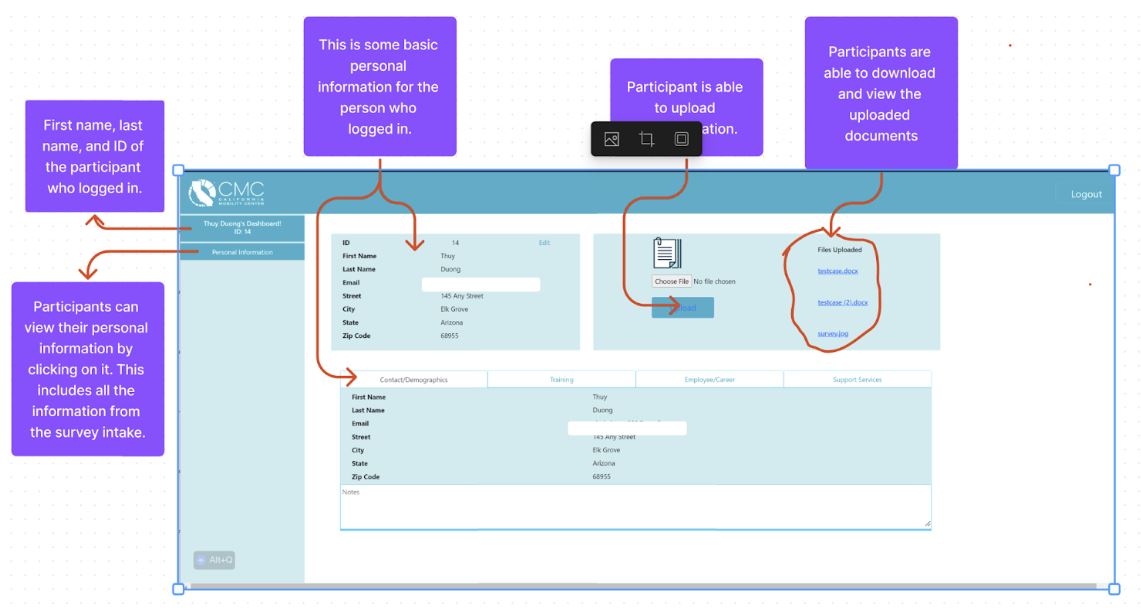 This is some basic
personal
information for the
person who
logged in.
Participant is able
to upload
ation.
Participants are
able to download
and view the
uploaded
documents
First name, last
name, and ID of
the participant
who logged in.
Participants can
view their personal
information by
clicking on it. This
includes all the
information from
the survey intake.
CMC
CALIFORNIA
MOBILITY CENTER
Logout
Thuy Duong's Dashboard!
ID: 14
Personal Information
ID 14 Edit
First Name Thuy
Last Name Duong
Email
Street 145 Any Street
City Elk Grove
State Arizona
Zip Code 68955
Choose File No file chosen
Upload
Files Uploaded
testcase.docx
testcase (2).docx
survey.jpg
Contact/Demographics Training Employee/Career Support Services
First Name Thuy
Last Name Duong
Email
Street 145 Any Street
City Elk Grove
State Arizona
Zip Code 68955
Notes
Alt+Q